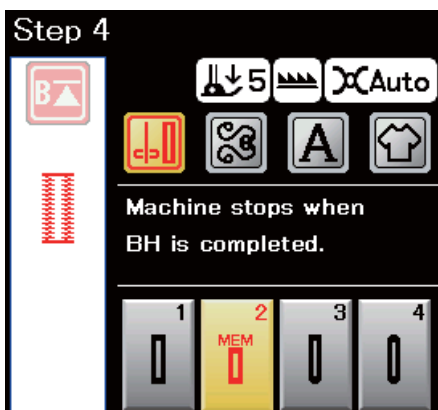 Step 4
B
5 Auto
A
Machine stops when
BH is completed.
1 2 3 4
MEM